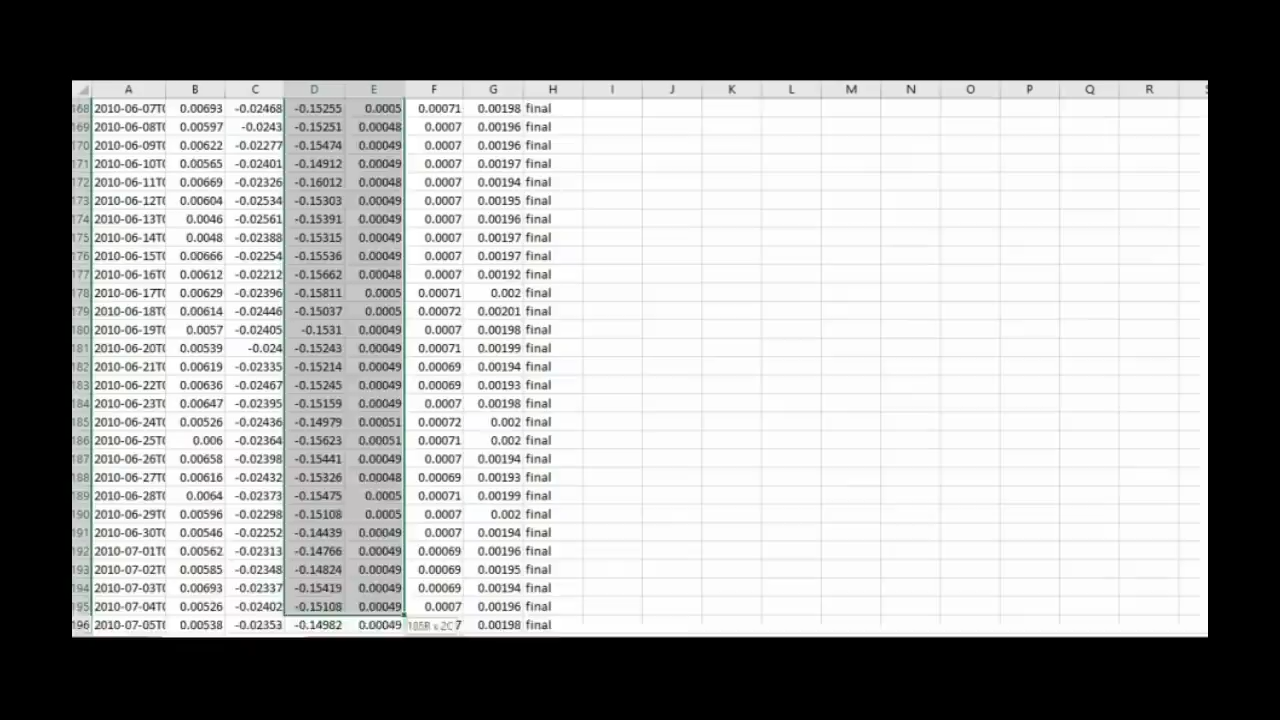 A B C D E F G H I J K L M N O P Q R
168 2010-06-07T 0.00693 -0.02468 -0.15255 0.0005 0.00071 0.00198 final
169 2010-06-08T 0.00597 -0.0243 -0.15251 0.00048 0.0007 0.00196 final
170 2010-06-09T 0.00622 -0.02277 -0.15474 0.00049 0.0007 0.00196 final
171 2010-06-10T 0.00565 -0.02401 -0.14912 0.00049 0.0007 0.00197 final
172 2010-06-11T 0.00669 -0.02326 -0.16012 0.00048 0.0007 0.00194 final
173 2010-06-12T 0.00604 -0.02534 -0.15303 0.00049 0.0007 0.00195 final
174 2010-06-13T 0.0046 -0.02561 -0.15391 0.00049 0.0007 0.00196 final
175 2010-06-14T 0.0048 -0.02388 -0.15315 0.00049 0.0007 0.00197 final
176 2010-06-15T 0.00666 -0.02254 -0.15536 0.00049 0.0007 0.00197 final
177 2010-06-16T 0.00612 -0.02212 -0.15662 0.00048 0.0007 0.00192 final
178 2010-06-17T 0.00629 -0.02396 -0.15811 0.0005 0.00071 0.002 final
179 2010-06-18T 0.00614 -0.02446 -0.15037 0.0005 0.00072 0.00201 final
180 2010-06-19T 0.0057 -0.02405 -0.1531 0.00049 0.0007 0.00198 final
181 2010-06-20T 0.00539 -0.024 -0.15243 0.00049 0.00071 0.00199 final
182 2010-06-21T 0.00619 -0.02335 -0.15214 0.00049 0.00069 0.00194 final
183 2010-06-22T 0.00636 -0.02467 -0.15245 0.00049 0.00069 0.00193 final
184 2010-06-23T 0.00647 -0.02395 -0.15159 0.00049 0.0007 0.00198 final
185 2010-06-24T 0.00526 -0.02436 -0.14979 0.00051 0.00072 0.002 final
186 2010-06-25T 0.006 -0.02364 -0.15623 0.00051 0.00071 0.002 final
187 2010-06-26T 0.00658 -0.02398 -0.15441 0.00049 0.0007 0.00194 final
188 2010-06-27T 0.00616 -0.02432 -0.15326 0.00048 0.00069 0.00193 final
189 2010-06-28T 0.0064 -0.02373 -0.15475 0.0005 0.00071 0.00199 final
190 2010-06-29T 0.00596 -0.02298 -0.15108 0.0005 0.0007 0.002 final
191 2010-06-30T 0.00546 -0.02252 -0.14439 0.00049 0.0007 0.00194 final
192 2010-07-01T 0.00562 -0.02313 -0.14766 0.00049 0.00069 0.00196 final
193 2010-07-02T 0.00585 -0.02348 -0.14824 0.00049 0.00069 0.00195 final
194 2010-07-03T 0.00693 -0.02337 -0.15419 0.00049 0.00069 0.00194 final
195 2010-07-04T 0.00526 -0.02402 -0.15108 0.00049 0.0007 0.00196 final
196 2010-07-05T 0.00538 -0.02353 -0.14982 0.00049 7 0.00198 final